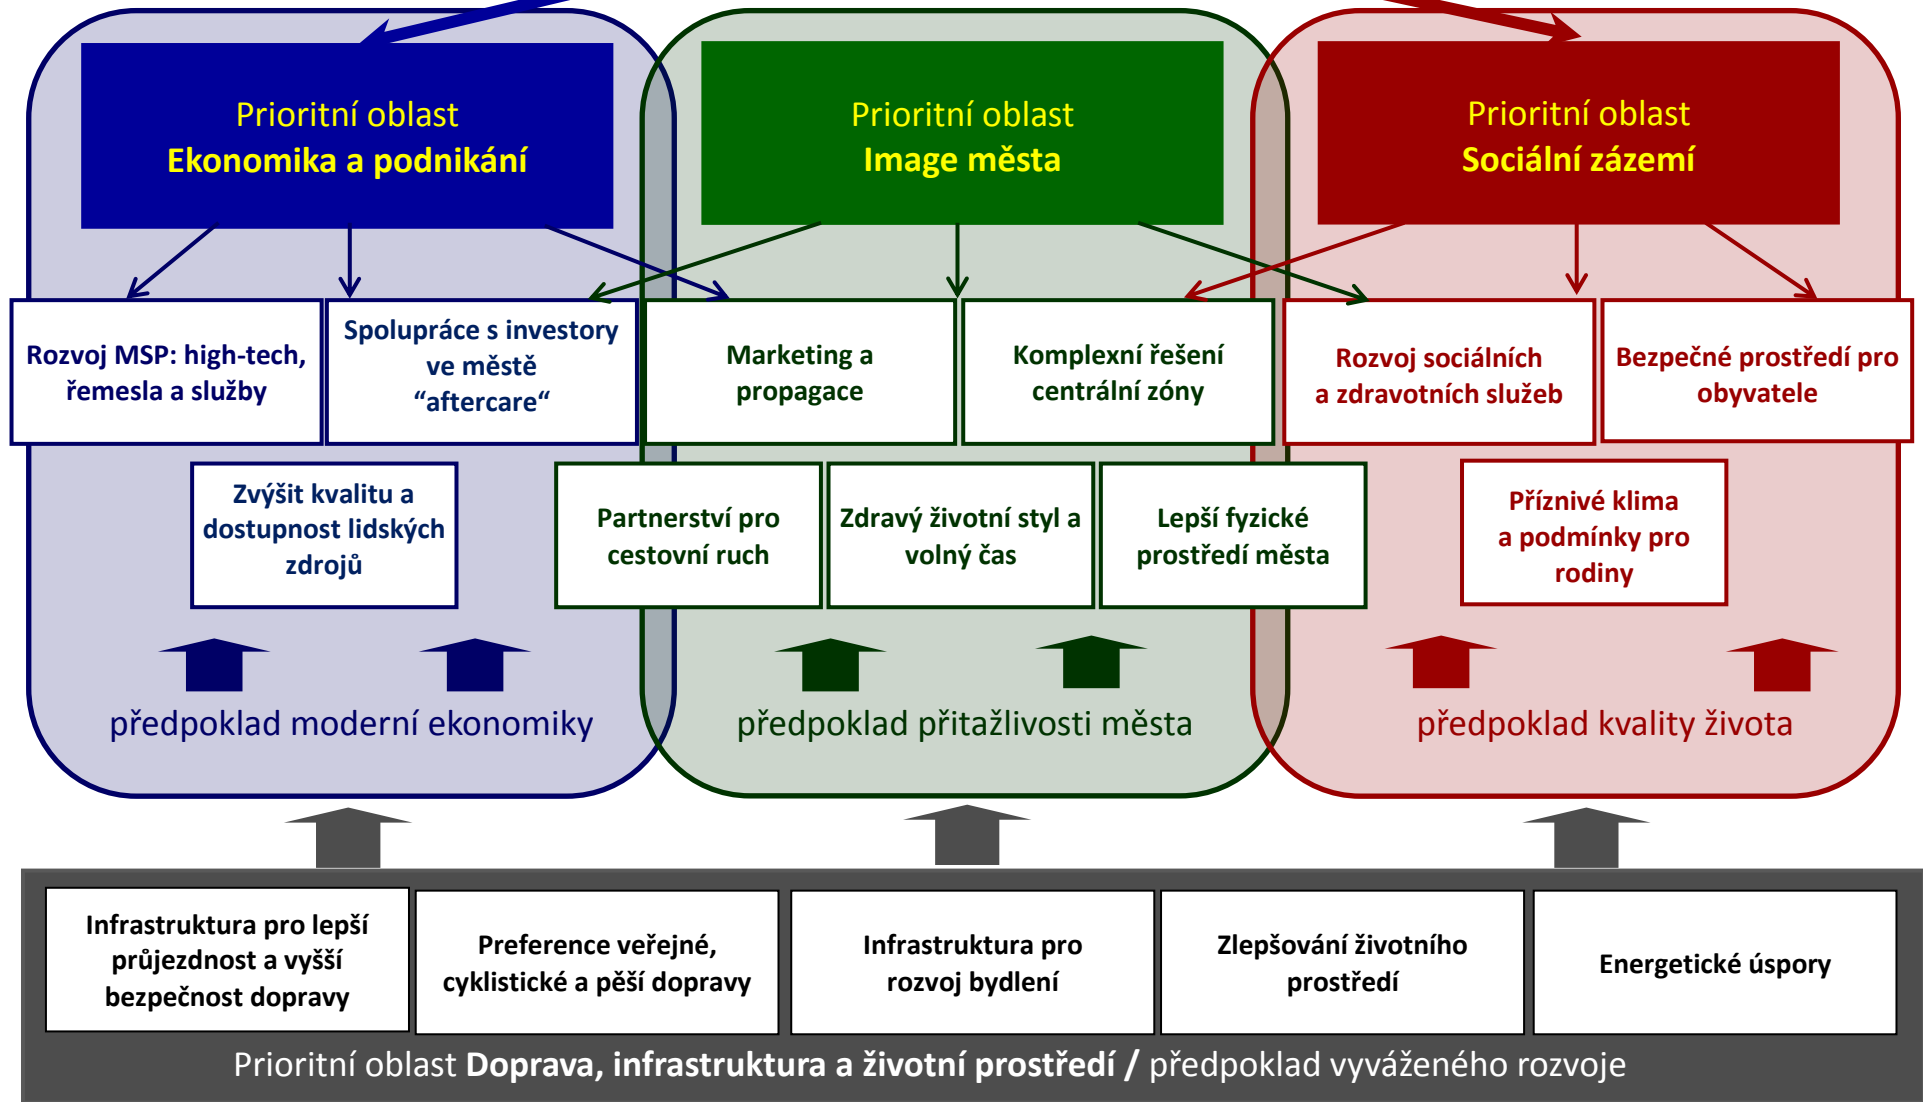 Prioritní oblast
Ekonomika a podnikání
Prioritní oblast
Image města
Prioritní oblast
Sociální zázemí
Rozvoj MSP: high-tech,
řemesla a služby
Spolupráce s investory
ve městě
“aftercare“
Marketing a
propagace
Komplexní řešení
centrální zóny
Rozvoj sociálních
a zdravotních služeb
Bezpečné prostředí pro
obyvatele
Zvýšit kvalitu a
dostupnost lidských
zdrojů
Partnerství pro
cestovní ruch
Zdravý životní styl a
volný čas
Lepší fyzické
prostředí města
Příznivé klima
a podmínky pro
rodiny
předpoklad moderní ekonomiky
předpoklad přitažlivosti města
předpoklad kvality života
Infrastruktura pro lepší
průjezdnost a vyšší
bezpečnost dopravy
Preference veřejné,
cyklistické a pěší dopravy
Infrastruktura pro
rozvoj bydlení
Zlepšování životního
prostředí
Energetické úspory
Prioritní oblast Doprava, infrastruktura a životní prostředí / předpoklad vyváženého rozvoje